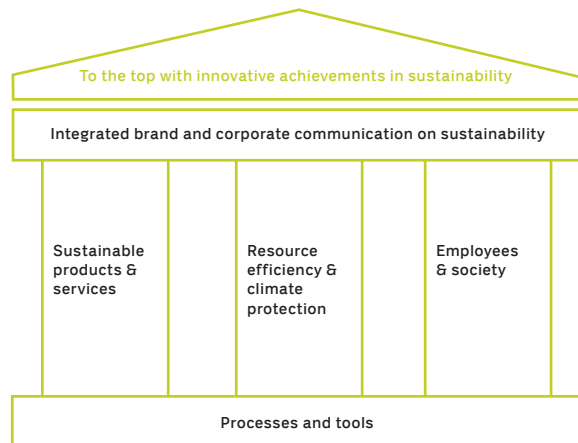 To the top with innovative achievements in sustainability
Integrated brand and corporate communication on sustainability
Sustainable
products &
services
Resource
efficiency &
climate
protection
Employees
& society
Processes and tools